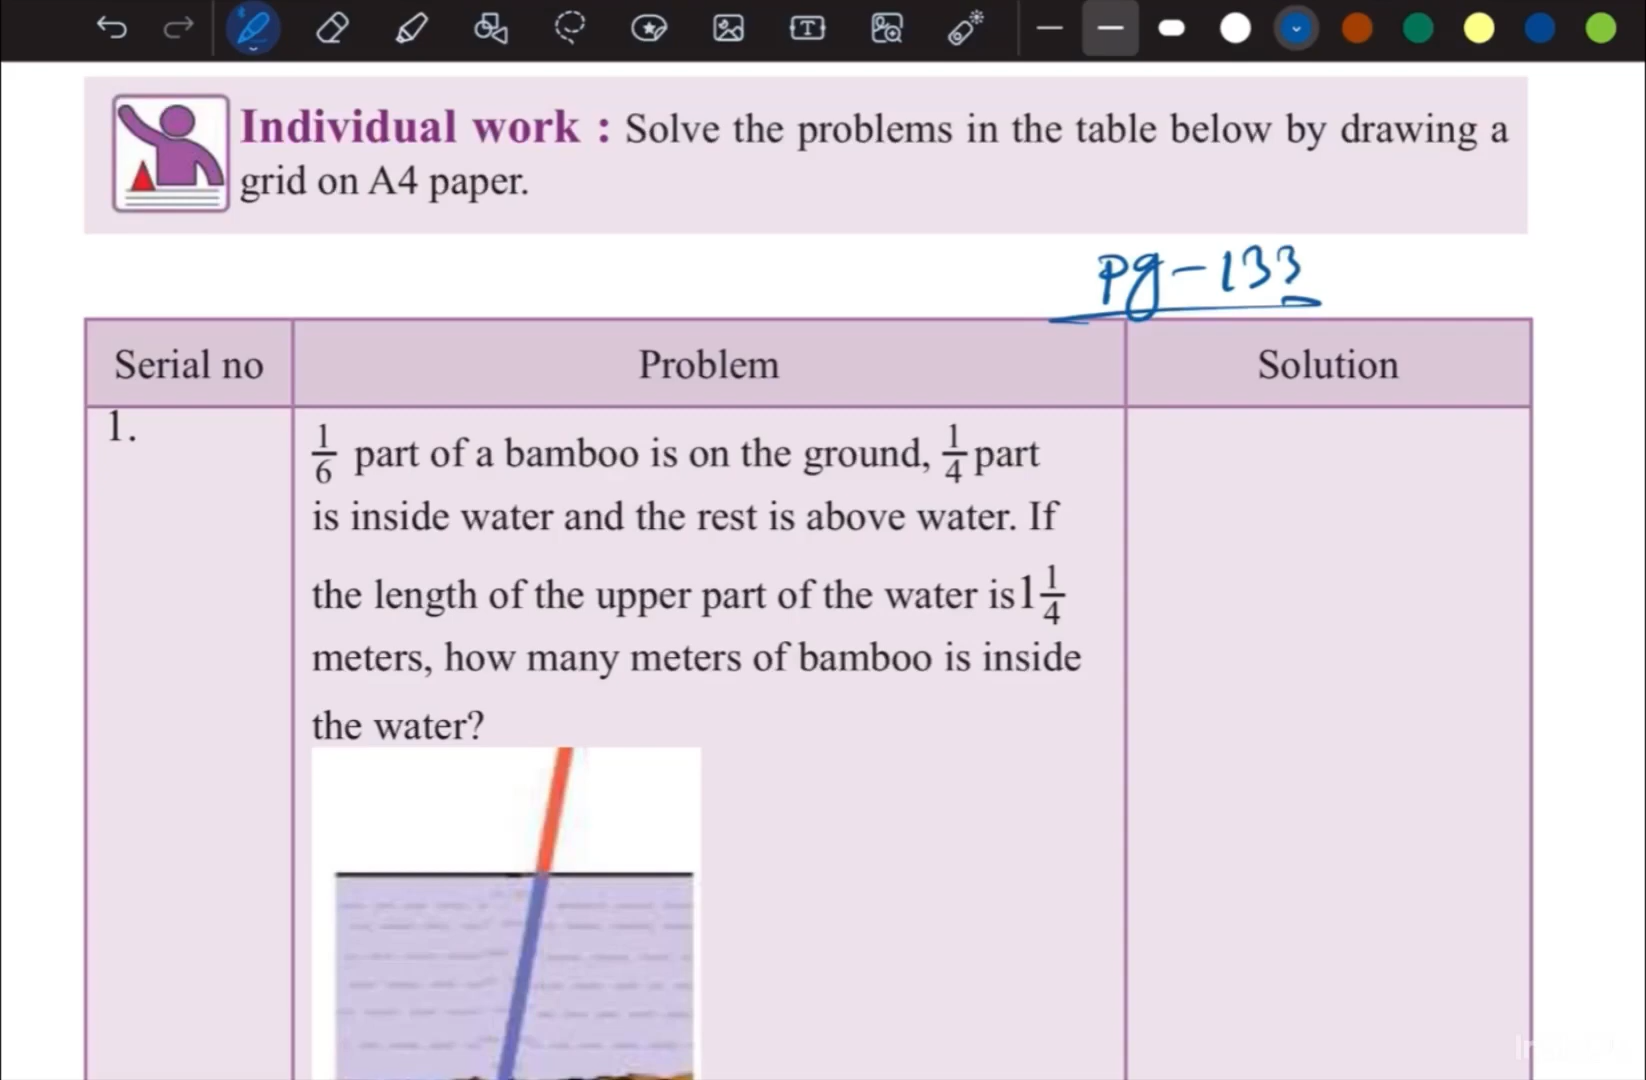 Individual work : Solve the problems in the table below by drawing a
grid on A4 paper.
Pg-133
Serial no Problem Solution
1.
1/6 part of a bamboo is on the ground, 1/4 part
is inside water and the rest is above water. If
the length of the upper part of the water is 1 1/4
meters, how many meters of bamboo is inside
the water?